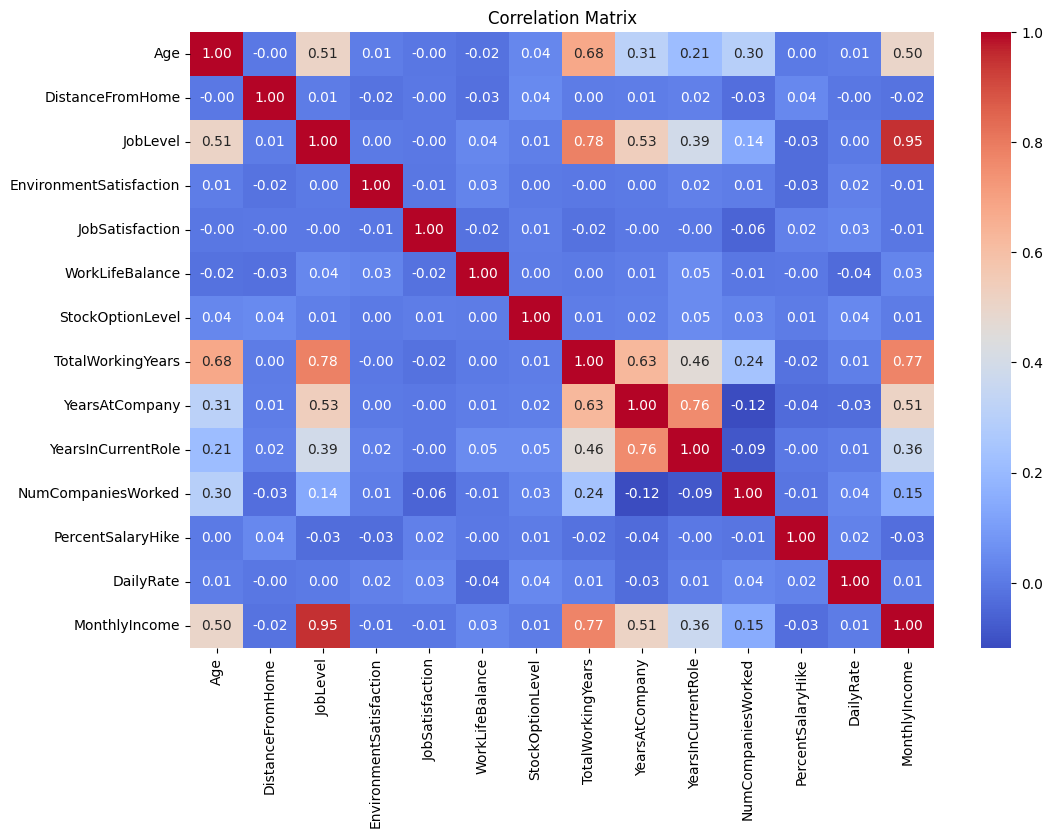 Correlation Matrix
Age 1.00 -0.00 0.51 0.01 -0.00 -0.02 0.04 0.68 0.31 0.21 0.30 0.00 0.01 0.50
DistanceFromHome -0.00 1.00 0.01 -0.02 -0.00 -0.03 0.04 0.00 0.01 0.02 -0.03 0.04 -0.00 -0.02
JobLevel 0.51 0.01 1.00 0.00 -0.00 0.04 0.01 0.78 0.53 0.39 0.14 -0.03 0.00 0.95
EnvironmentSatisfaction 0.01 -0.02 0.00 1.00 -0.01 0.03 0.00 -0.00 0.00 0.02 0.01 -0.03 0.02 -0.01
JobSatisfaction -0.00 -0.00 -0.00 -0.01 1.00 -0.02 0.01 -0.02 -0.00 -0.00 -0.06 0.02 0.03 -0.01
WorkLifeBalance -0.02 -0.03 0.04 0.03 -0.02 1.00 0.00 0.00 0.01 0.05 -0.01 -0.00 -0.04 0.03
StockOptionLevel 0.04 0.04 0.01 0.00 0.01 0.00 1.00 0.01 0.02 0.05 0.03 0.01 0.04 0.01
TotalWorkingYears 0.68 0.00 0.78 -0.00 -0.02 0.00 0.01 1.00 0.63 0.46 0.24 -0.02 0.01 0.77
YearsAtCompany 0.31 0.01 0.53 0.00 -0.00 0.01 0.02 0.63 1.00 0.76 -0.12 -0.04 -0.03 0.51
YearsInCurrentRole 0.21 0.02 0.39 0.02 -0.00 0.05 0.05 0.46 0.76 1.00 -0.09 -0.00 0.01 0.36
NumCompaniesWorked 0.30 -0.03 0.14 0.01 -0.06 -0.01 0.03 0.24 -0.12 -0.09 1.00 -0.01 0.04 0.15
PercentSalaryHike 0.00 0.04 -0.03 -0.03 0.02 -0.00 0.01 -0.02 -0.04 -0.00 -0.01 1.00 0.02 -0.03
DailyRate 0.01 -0.00 0.00 0.02 0.03 -0.04 0.04 0.01 -0.03 0.01 0.04 0.02 1.00 0.01
MonthlyIncome 0.50 -0.02 0.95 -0.01 -0.01 0.03 0.01 0.77 0.51 0.36 0.15 -0.03 0.01 1.00
Age
DistanceFromHome
JobLevel
EnvironmentSatisfaction
JobSatisfaction
WorkLifeBalance
StockOptionLevel
TotalWorkingYears
YearsAtCompany
YearsInCurrentRole
NumCompaniesWorked
PercentSalaryHike
DailyRate
MonthlyIncome
1.0
0.8
0.6
0.4
0.2
0.0